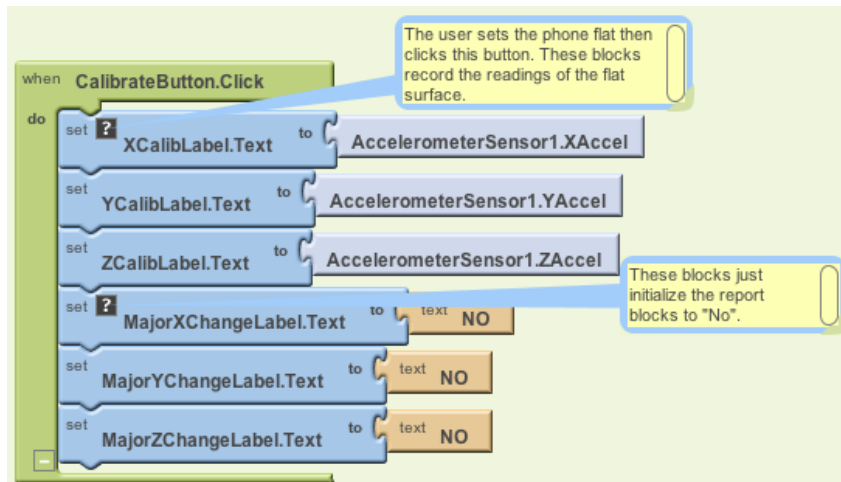 The user sets the phone flat then
clicks this button. These blocks
record the readings of the flat
surface.
when CalibrateButton.Click
do
set ? XCalibLabel.Text to AccelerometerSensor1.XAccel
set YCalibLabel.Text to AccelerometerSensor1.YAccel
set ZCalibLabel.Text to AccelerometerSensor1.ZAccel
These blocks just
initialize the report
blocks to "No".
set ? MajorXChangeLabel.Text to text NO
set MajorYChangeLabel.Text to text NO
set MajorZChangeLabel.Text to text NO